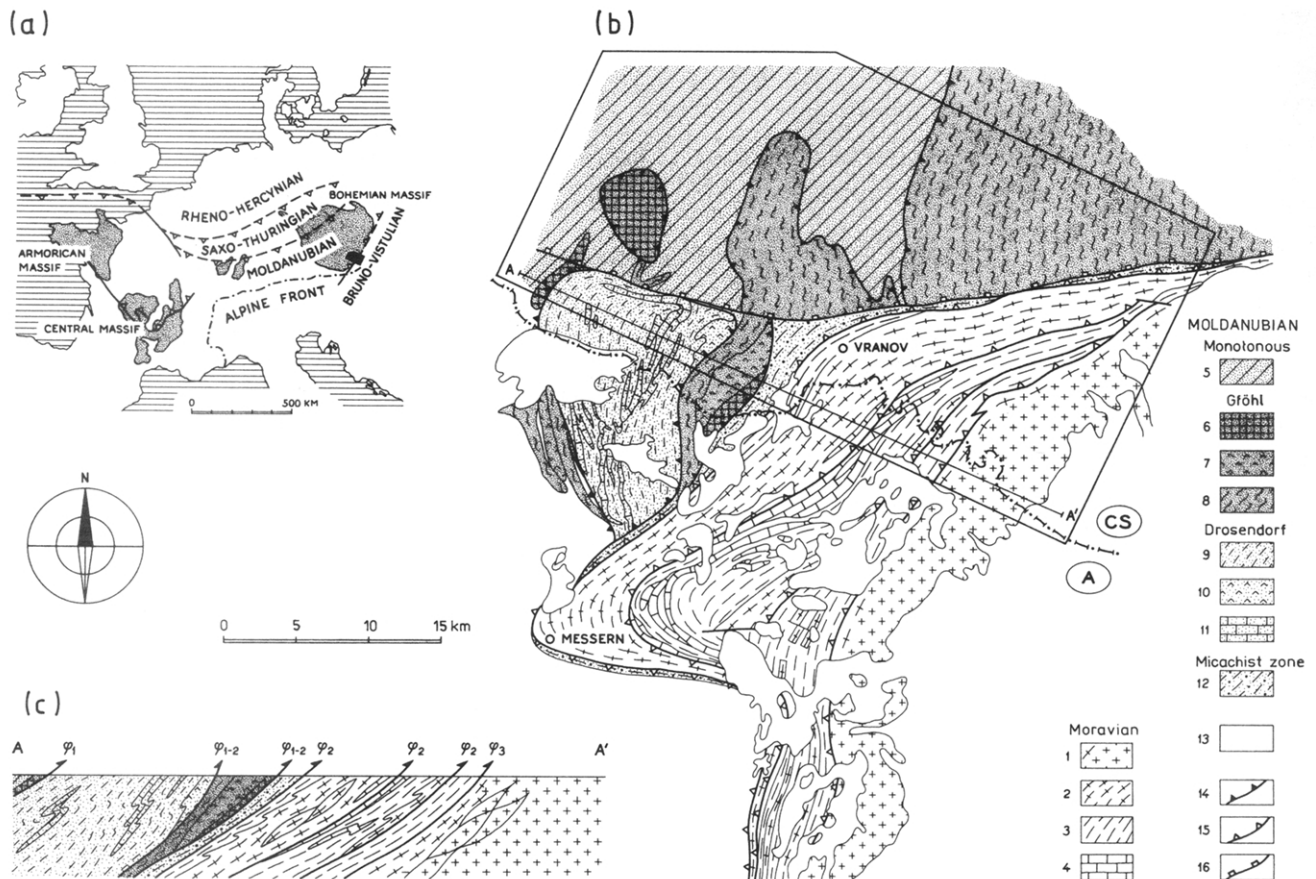 (a)
(b)
RHENO-HERCYNIAN
BOHEMIAN MASSIF
SAXO-THURINGIAN
MOLDANUBIAN
BRUNO-VISTULIAN
ARMORICAN
MASSIF
ALPINE FRONT
CENTRAL MASSIF
0 500 KM
N
0 5 10 15 km
A
VRANOV
MESSERN
A'
CS
A
MOLDANUBIAN
Monotonous
5
Gföhl
6
7
8
Drosendorf
9
10
11
Micachist zone
12
Moravian
1
2
3
4
13
14
15
16
(c)
A φ1 φ1-2 φ1-2 φ2 φ2 φ2 φ3 A'